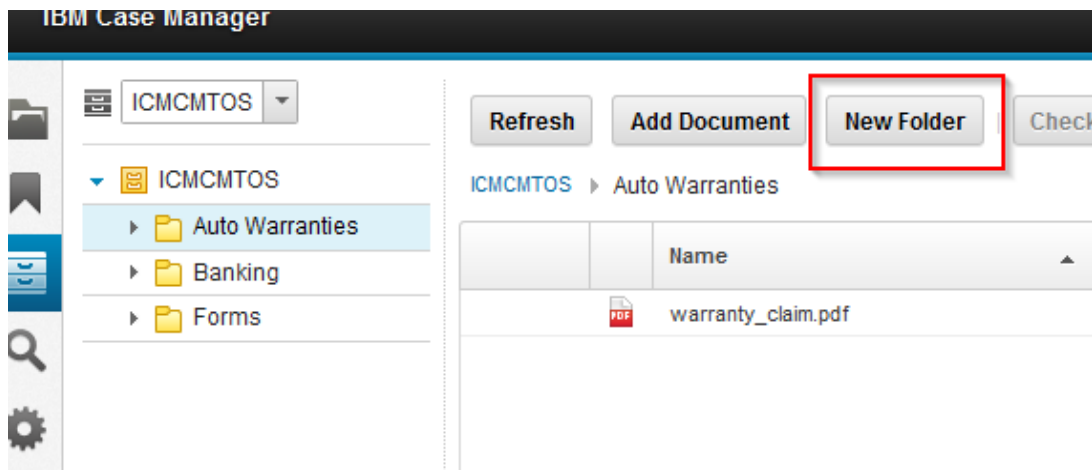 IBM Case Manager
ICMCMTOS
Refresh Add Document New Folder Check
ICMCMTOS
ICMCMTOS Auto Warranties
Auto Warranties
Name
Banking
PDF warranty_claim.pdf
Forms